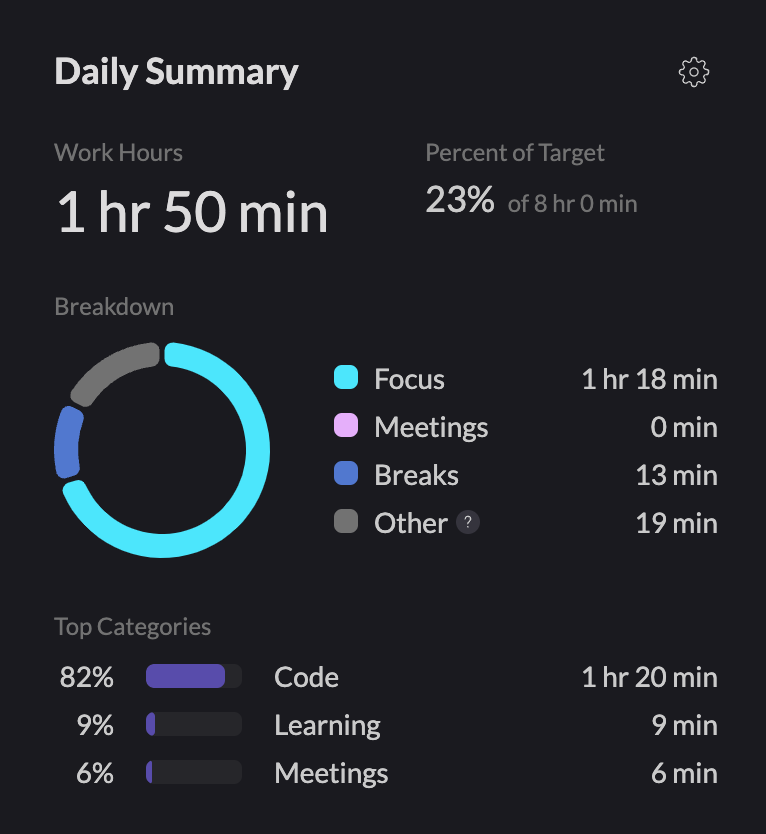 Daily Summary
Work Hours
1 hr 50 min
Percent of Target
23% of 8 hr 0 min
Breakdown
Focus 1 hr 18 min
Meetings 0 min
Breaks 13 min
Other ? 19 min
Top Categories
82% Code 1 hr 20 min
9% Learning 9 min
6% Meetings 6 min